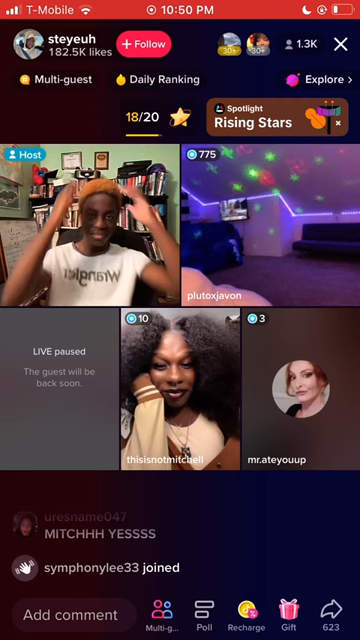 T-Mobile
10:50 PM
steyeuh
182.5K likes
+ Follow
30+
30+
1.3K
Multi-guest
Daily Ranking
Explore >
18/20
Spotlight
Rising Stars
Host
775
Wrangler
plutoxjavon
LIVE paused
The guest will be
back soon.
10
3
thisisnotmitchell
mr.ateyouup
uresname047
MITCHHH YESSSS
symphonylee33 joined
Add comment
Multi-g...
Poll
Recharge
Gift
623